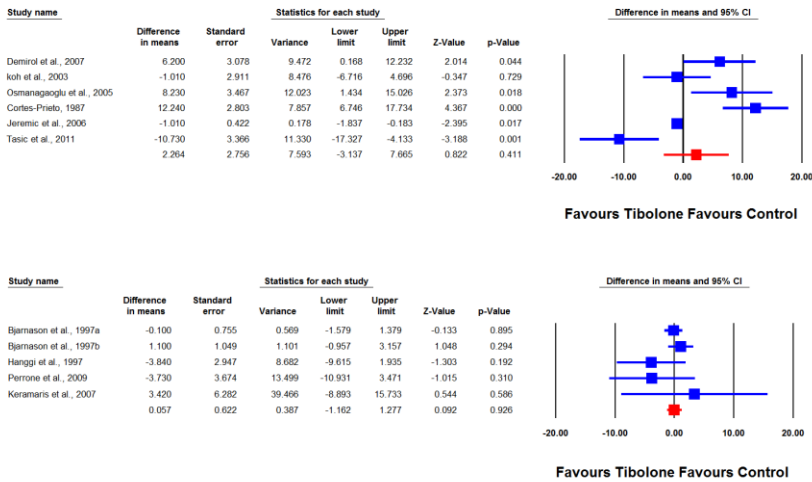 Study name Statistics for each study Difference in means and 95% CI
Difference in means Standard error Variance Lower limit Upper limit Z-Value p-Value
Demirol et al., 2007 6.200 3.078 9.472 0.168 12.232 2.014 0.044
koh et al. 2003 -1.010 2.911 8.476 -6.716 4.696 -0.347 0.729
Osmanagaoglu et al., 2005 8.230 3.467 12.023 1.434 15.026 2.373 0.018
Cortes-Prieto, 1987 12.240 2.803 7.857 6.746 17.734 4.367 0.000
Jeremic et al., 2006 -1.010 0.422 0.178 -1.837 -0.183 -2.395 0.017
Tasic et al., 2011 -10.730 3.366 11.330 -17.327 -4.133 -3.188 0.001
2.264 2.756 7.593 -3.137 7.665 0.822 0.411
-20.00 -10.00 0.00 10.00 20.00
Favours Tibolone Favours Control
Study name Statistics for each study Difference in means and 95% CI
Difference in means Standard error Variance Lower limit Upper limit Z-Value p-Value
Bjarnason et al., 1997a -0.100 0.755 0.569 -1.579 1.379 -0.133 0.895
Bjarnason et al., 1997b 1.100 1.049 1.101 -0.957 3.157 1.048 0.294
Hanggi et al., 1997 -3.840 2.947 8.682 -9.615 1.935 -1.303 0.192
Perrone et al., 2009 -3.730 3.674 13.499 -10.931 3.471 -1.015 0.310
Keramaris et al., 2007 3.420 6.282 39.466 -8.893 15.733 0.544 0.586
0.057 0.622 0.387 -1.162 1.277 0.092 0.926
-20.00 -10.00 0.00 10.00 20.00
Favours Tibolone Favours Control